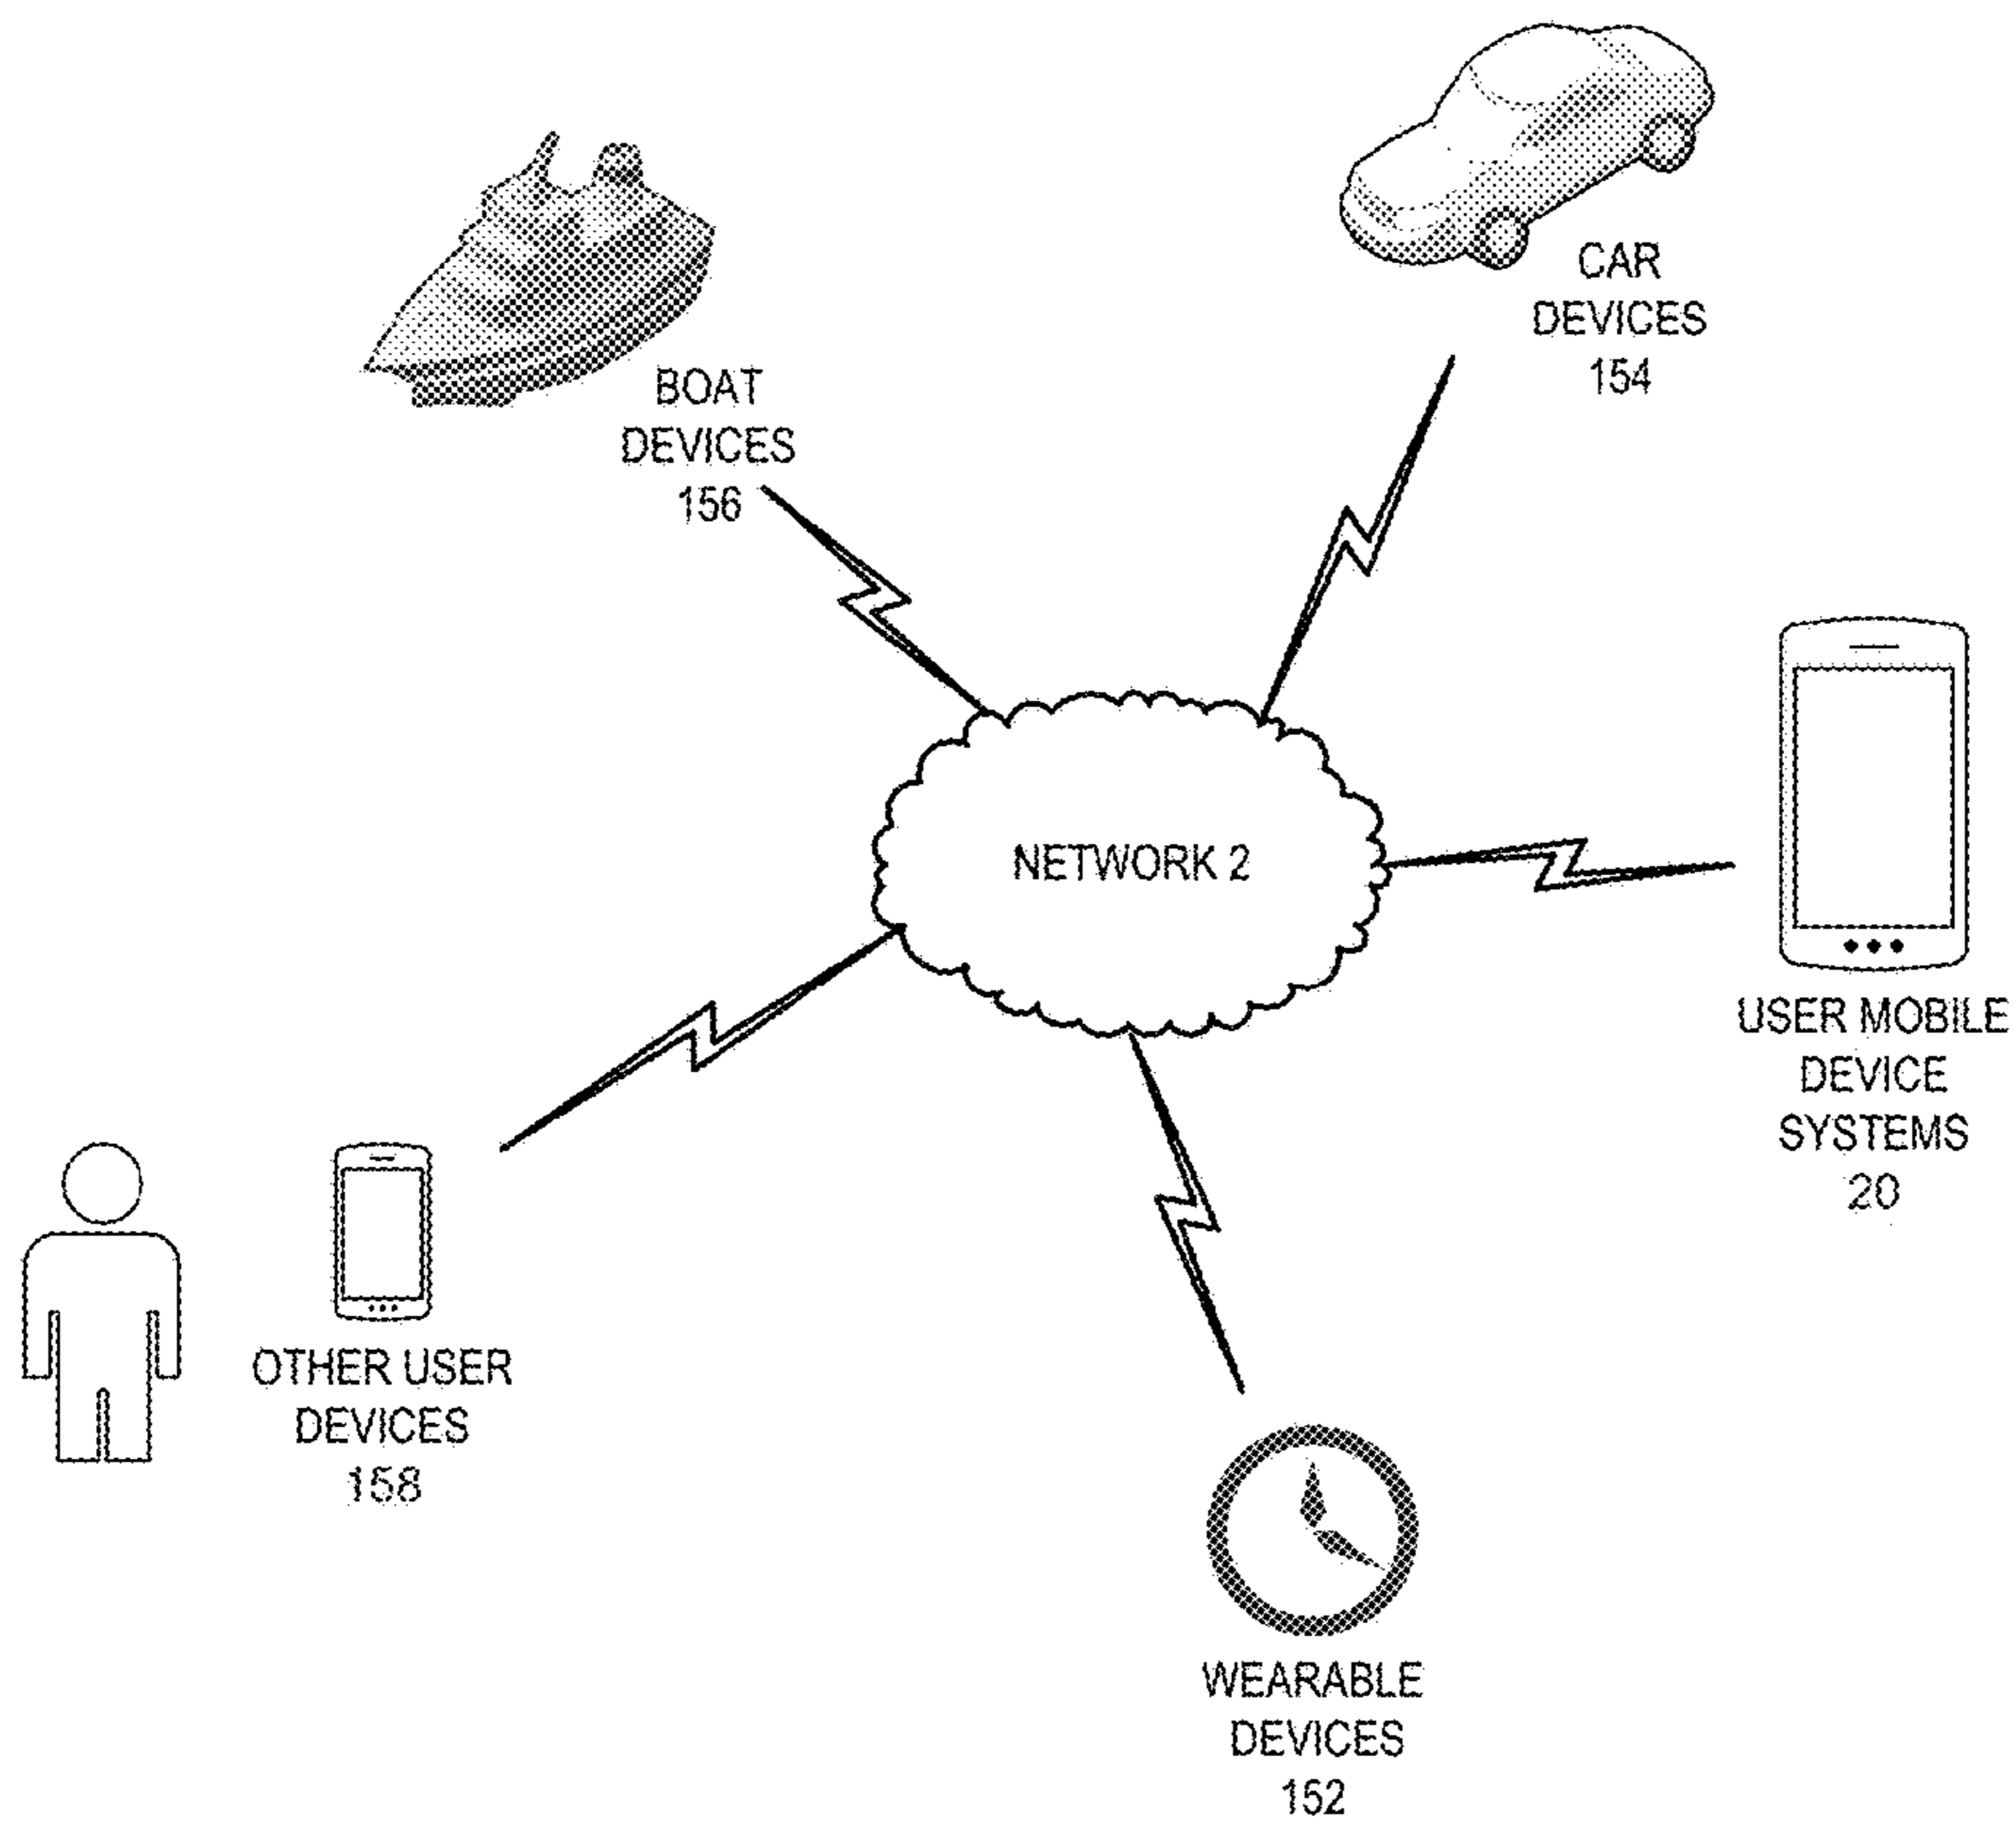 CAR
DEVICES
154
BOAT
DEVICES
156
NETWORK 2
USER MOBILE
DEVICE
SYSTEMS
20
OTHER USER
DEVICES
158
WEARABLE
DEVICES
152